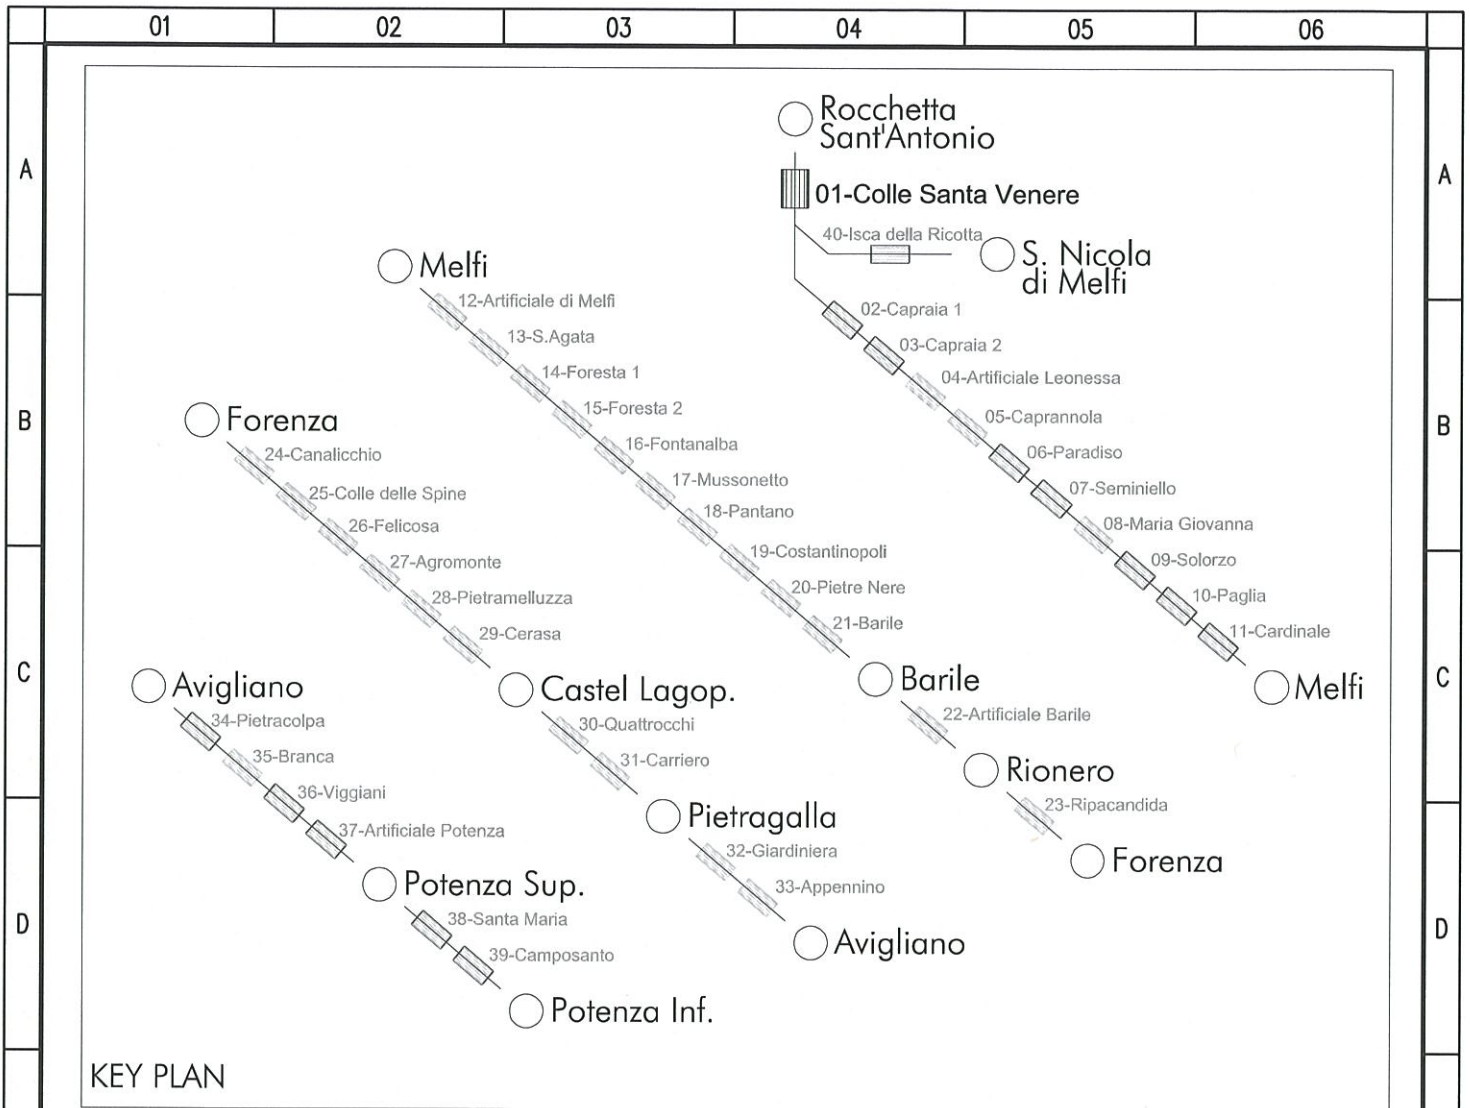 01 02 03 04 05 06
A A
Rocchetta
Sant'Antonio
01-Colle Santa Venere
40-Isca della Ricotta
S. Nicola
di Melfi
02-Capraia 1
03-Capraia 2
04-Artificiale Leonessa
05-Caprannola
06-Paradiso
07-Seminiello
08-Maria Giovanna
09-Solorzo
10-Paglia
11-Cardinale
Melfi
Melfi
12-Artificiale di Melfi
13-S.Agata
14-Foresta 1
15-Foresta 2
16-Fontanalba
17-Mussonetto
18-Pantano
19-Costantinopoli
20-Pietre Nere
21-Barile
Barile
22-Artificiale Barile
Rionero
23-Ripacandida
Forenza
B B
Forenza
24-Canalicchio
25-Colle delle Spine
26-Felicosa
27-Agromonte
28-Pietramelluzza
29-Cerasa
Castel Lagop.
30-Quattrocchi
31-Carriero
Pietragalla
32-Giardiniera
33-Appennino
Avigliano
C C
Avigliano
34-Pietracolpa
35-Branca
36-Viggiani
37-Artificiale Potenza
Potenza Sup.
38-Santa Maria
39-Camposanto
Potenza Inf.
D D
KEY PLAN